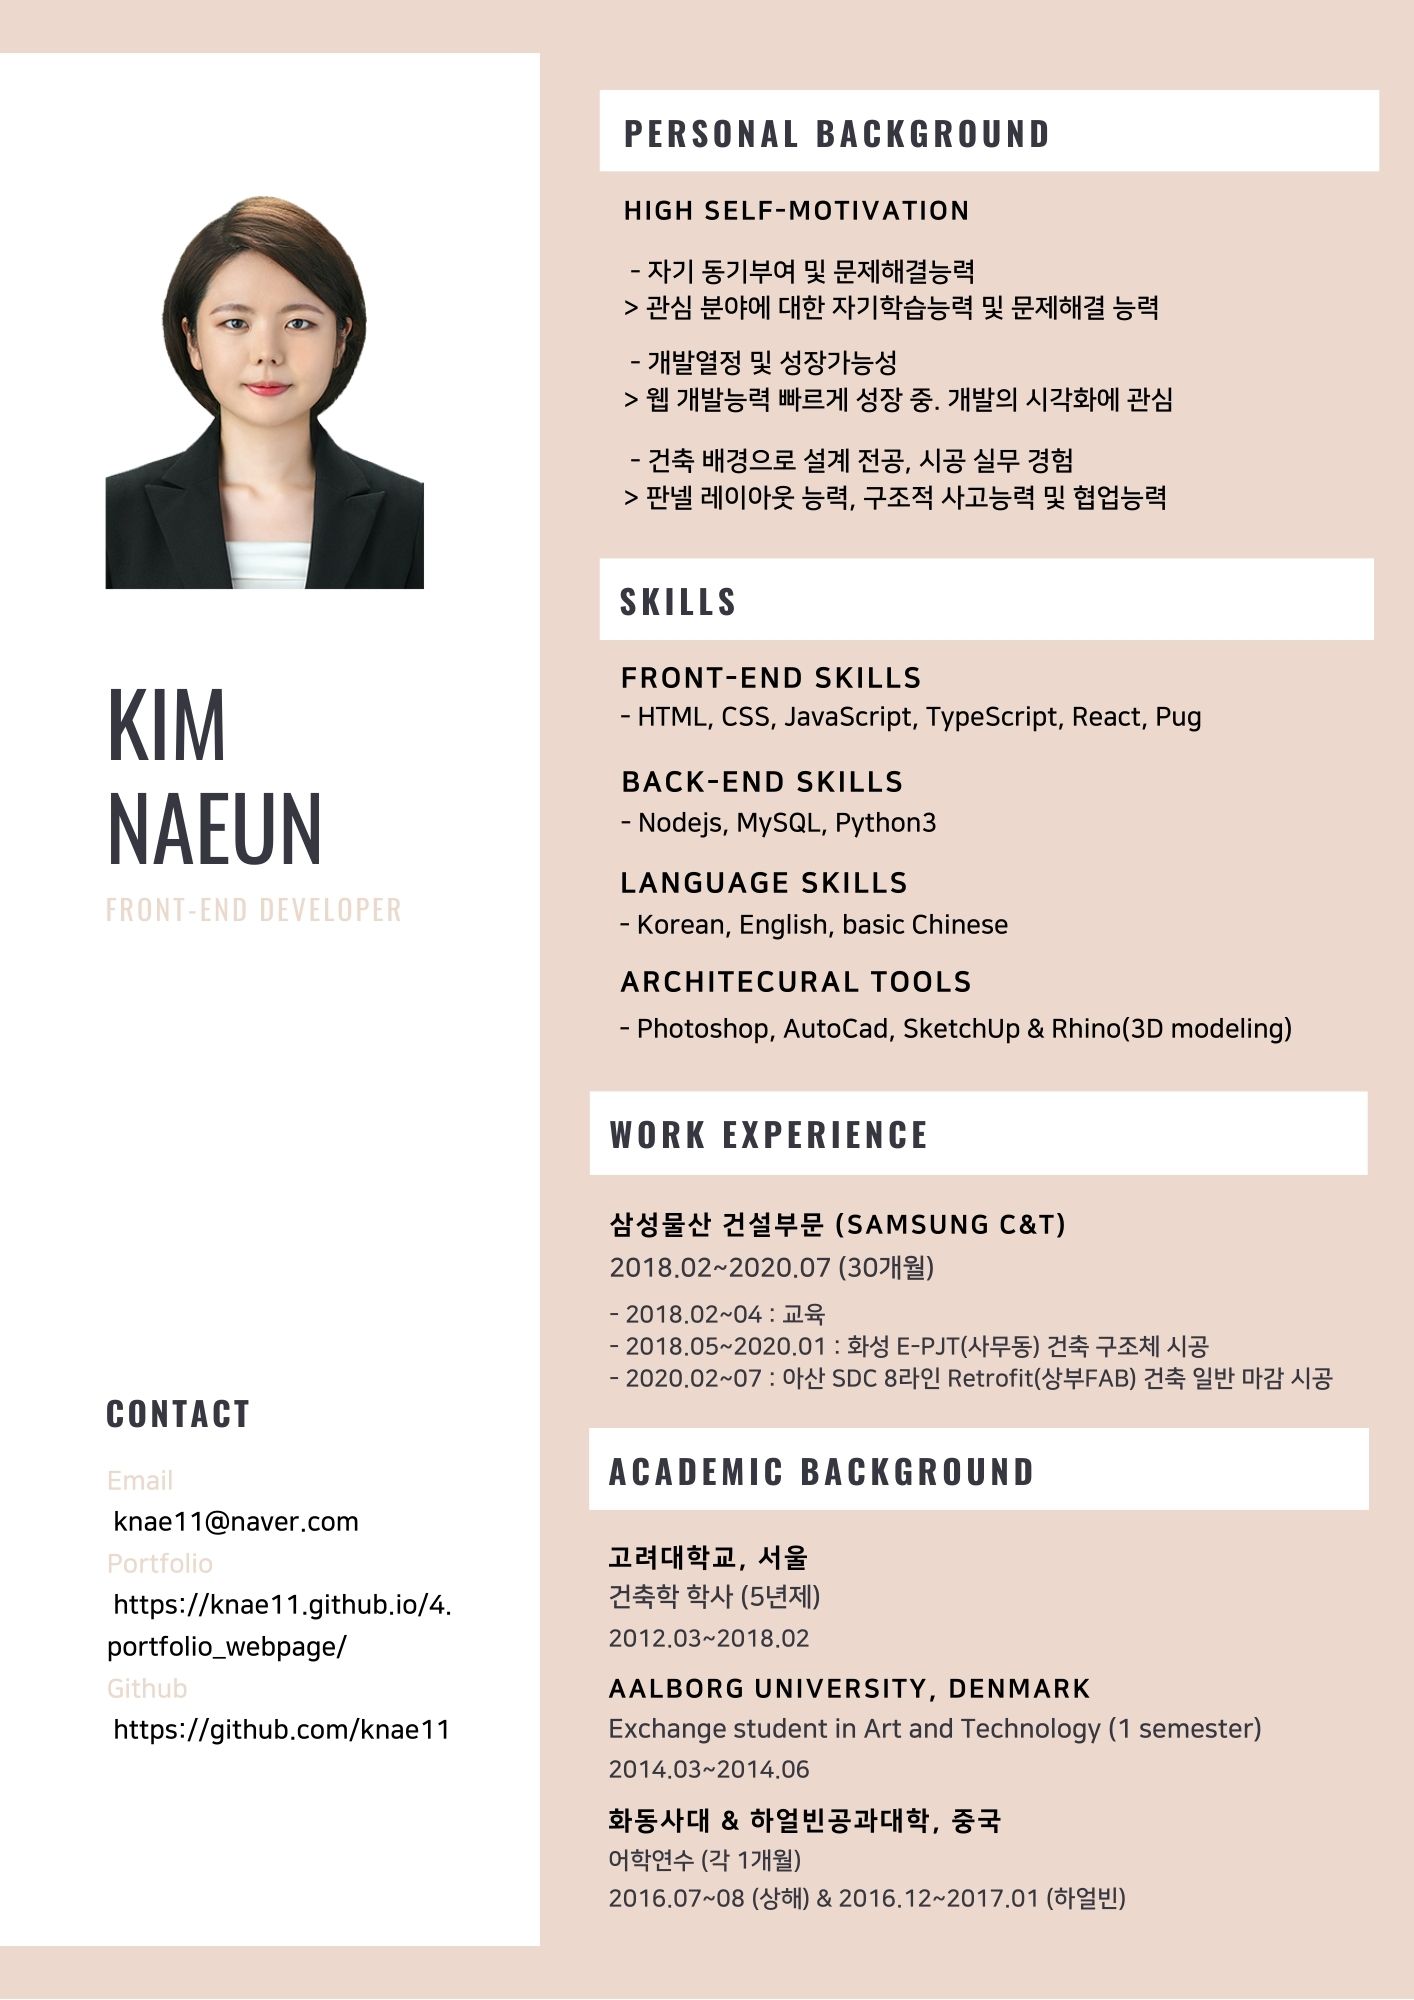 KIM
NAEUN
FRONT-END DEVELOPER
CONTACT
Email
knae11@naver.com
Portfolio
https://knae11.github.io/4.
portfolio_webpage/
Github
https://github.com/knae11
PERSONAL BACKGROUND
HIGH SELF-MOTIVATION
- 자기 동기부여 및 문제해결능력
> 관심 분야에 대한 자기학습능력 및 문제해결 능력
- 개발열정 및 성장가능성
> 웹 개발능력 빠르게 성장 중. 개발의 시각화에 관심
- 건축 배경으로 설계 전공, 시공 실무 경험
> 판넬 레이아웃 능력, 구조적 사고능력 및 협업능력
SKILLS
FRONT-END SKILLS
- HTML, CSS, JavaScript, TypeScript, React, Pug
BACK-END SKILLS
- Nodejs, MySQL, Python3
LANGUAGE SKILLS
- Korean, English, basic Chinese
ARCHITECURAL TOOLS
- Photoshop, AutoCad, SketchUp & Rhino(3D modeling)
WORK EXPERIENCE
삼성물산 건설부문 (SAMSUNG C&T)
2018.02~2020.07 (30개월)
- 2018.02~04 : 교육
- 2018.05~2020.01 : 화성 E-PJT(사무동) 건축 구조체 시공
- 2020.02~07 : 아산 SDC 8라인 Retrofit(상부FAB) 건축 일반 마감 시공
ACADEMIC BACKGROUND
고려대학교, 서울
건축학 학사 (5년제)
2012.03~2018.02
AALBORG UNIVERSITY, DENMARK
Exchange student in Art and Technology (1 semester)
2014.03~2014.06
화동사대 & 하얼빈공과대학, 중국
어학연수 (각 1개월)
2016.07~08 (상해) & 2016.12~2017.01 (하얼빈)